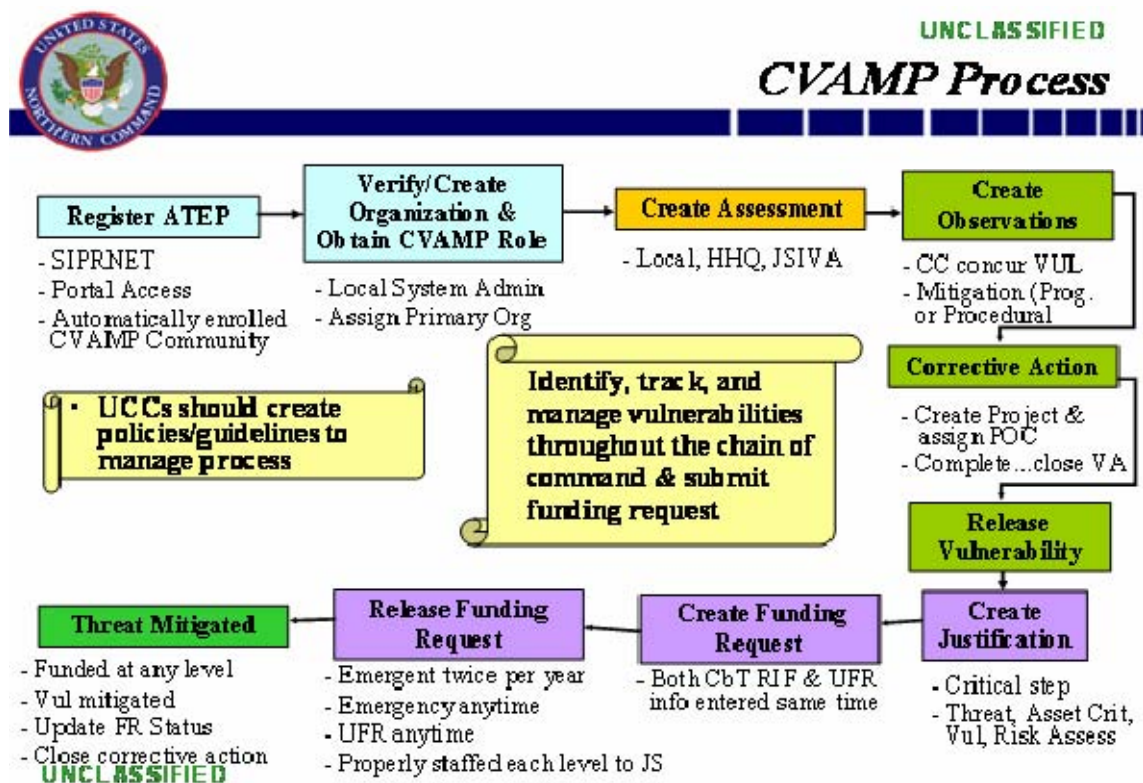 UNITED STATES
NORTHERN COMMAND
UNCLASSIFIED
CVAMP Process
Register ATEP
- SIPRNET
- Portal Access
- Automatically enrolled
CVAMP Community
Verify/Create
Organization &
Obtain CVAMP Role
- Local System Admin
- Assign Primary Org
Create Assessment
- Local, HHQ, JSIVA
Create
Observations
- CC concur VUL
- Mitigation (Prog.
or Procedural
Corrective Action
- Create Project &
assign POC
- Complete...close VA
• UCCs should create
policies/guidelines to
manage process
Identify, track, and
manage vulnerabilities
throughout the chain of
command & submit
funding request
Release
Vulnerability
Create
Justification
- Critical step
- Threat, Asset Crit,
Vul, Risk Assess
Create Funding
Request
- Both CbT RIF & UFR
info entered same time
Release Funding
Request
- Emergent twice per year
- Emergency anytime
- UFR anytime
- Properly staffed each level to JS
Threat Mitigated
- Funded at any level
- Vul mitigated
- Update FR Status
- Close corrective action
UNCLASSIFIED